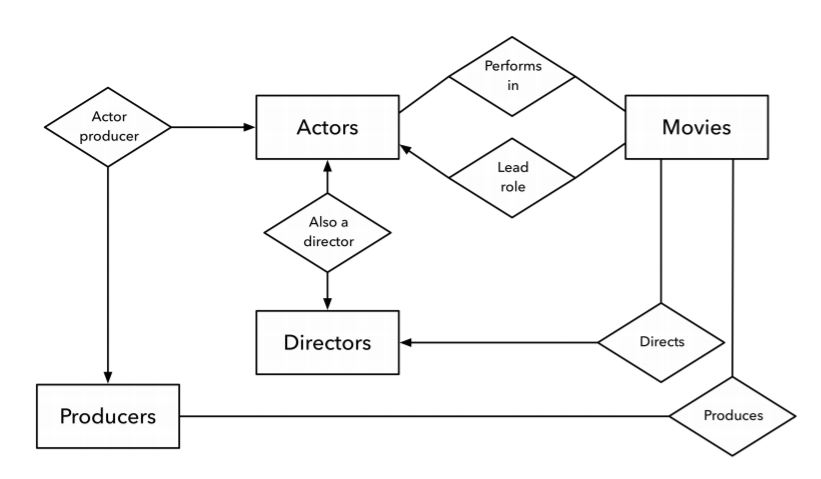 Performs
in
Actor
producer
Actors
Movies
Lead
role
Also a
director
Directors
Directs
Producers
Produces